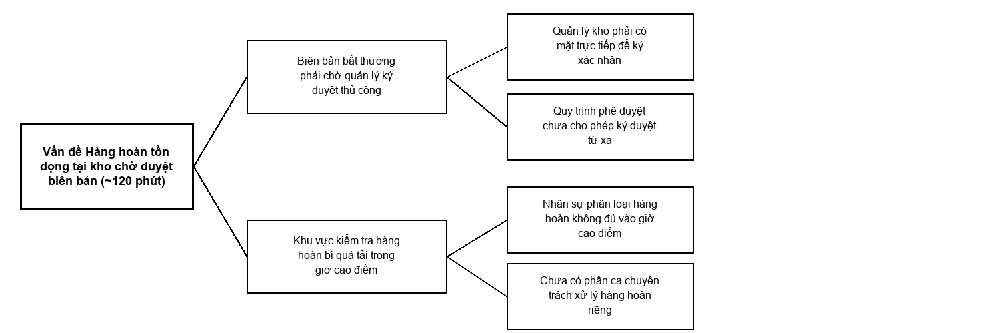 Vấn đề Hàng hoàn tồn
đọng tại kho chờ duyệt
biên bản (~120 phút)
Biên bản bất thường
phải chờ quản lý ký
duyệt thủ công
Quản lý kho phải có
mặt trực tiếp để ký
xác nhận
Quy trình phê duyệt
chưa cho phép ký duyệt
từ xa
Khu vực kiểm tra hàng
hoàn bị quá tải trong
giờ cao điểm
Nhân sự phân loại hàng
hoàn không đủ vào giờ
cao điểm
Chưa có phân ca chuyên
trách xử lý hàng hoàn
riêng